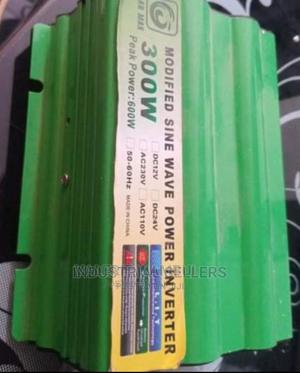 MODIFIED SINE WAVE POWER INVERTER
300W
Peak Power:600W
DC12V
DC24V
AC230V
AC110V
50-60Hz
MADE IN CHINA
INDUSTRIAL SELLERS